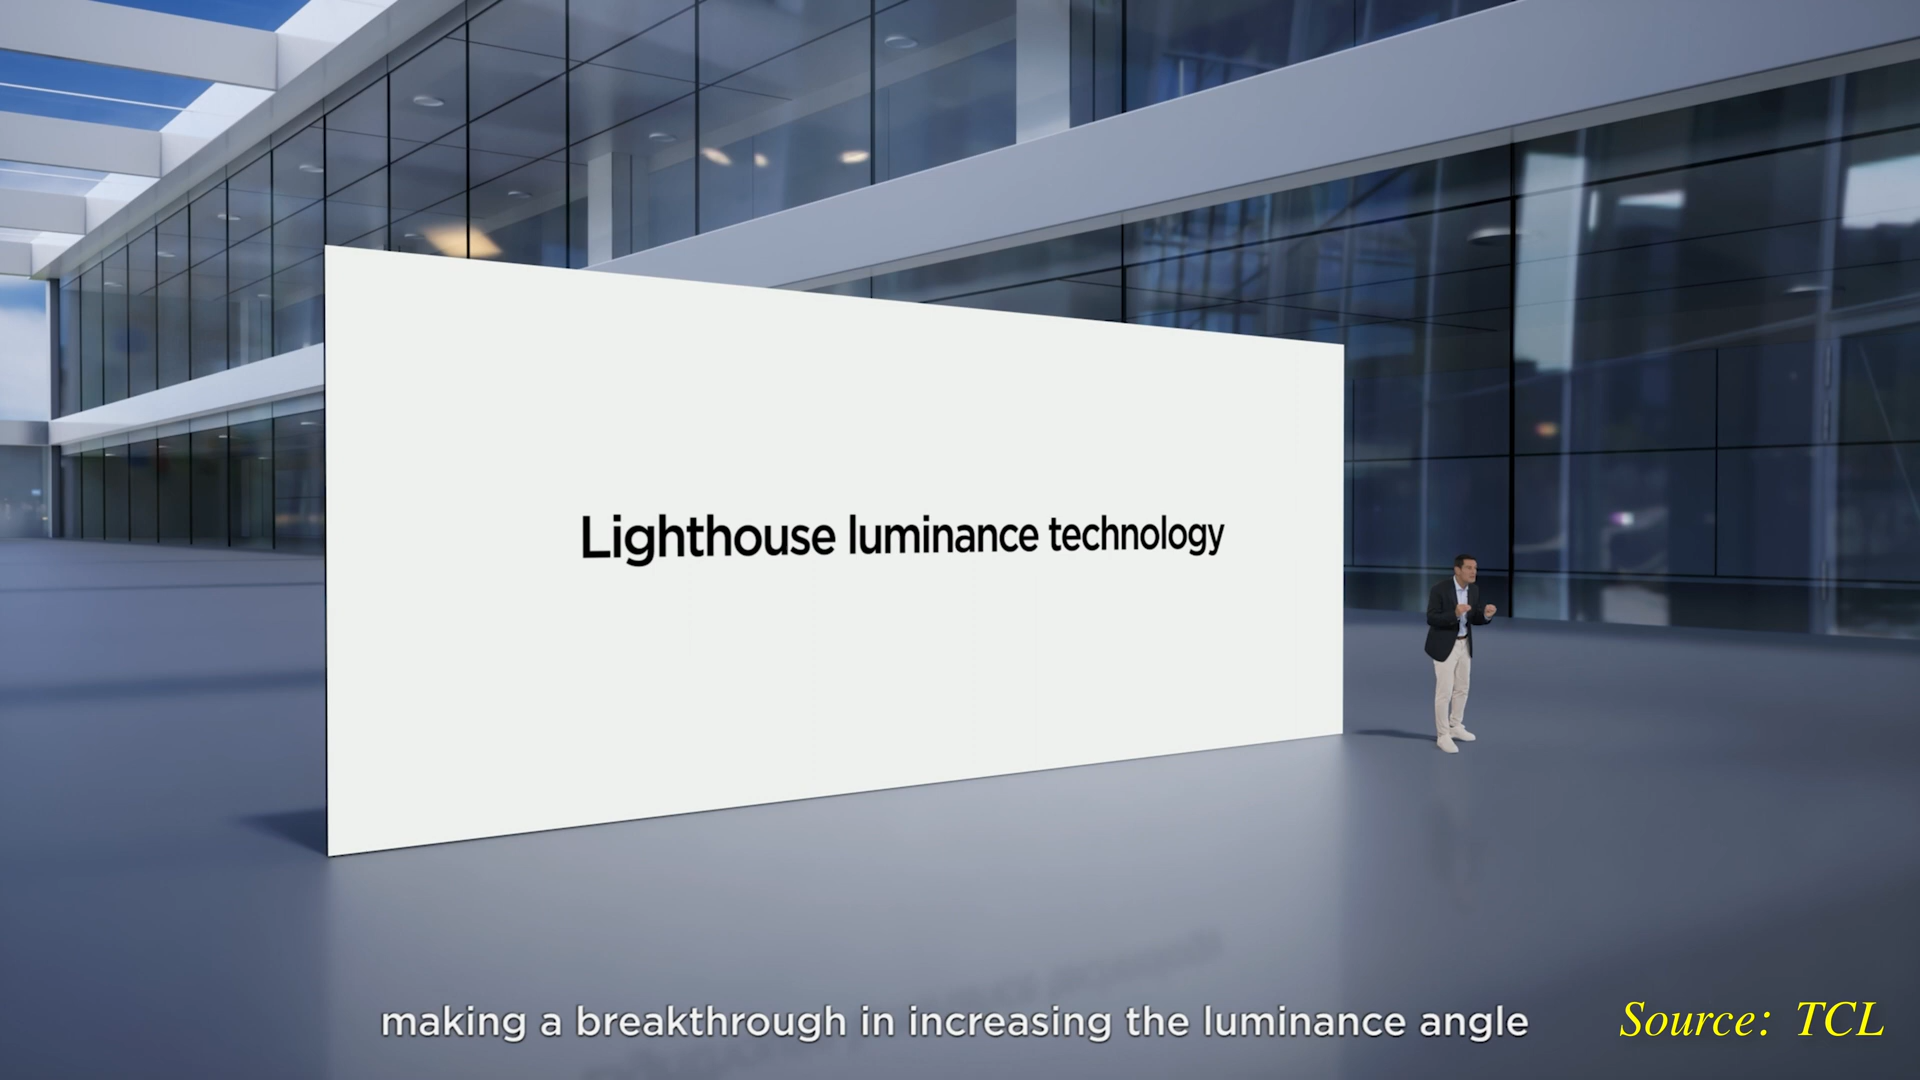 Lighthouse luminance technology
making a breakthrough in increasing the luminance angle
Source: TCL